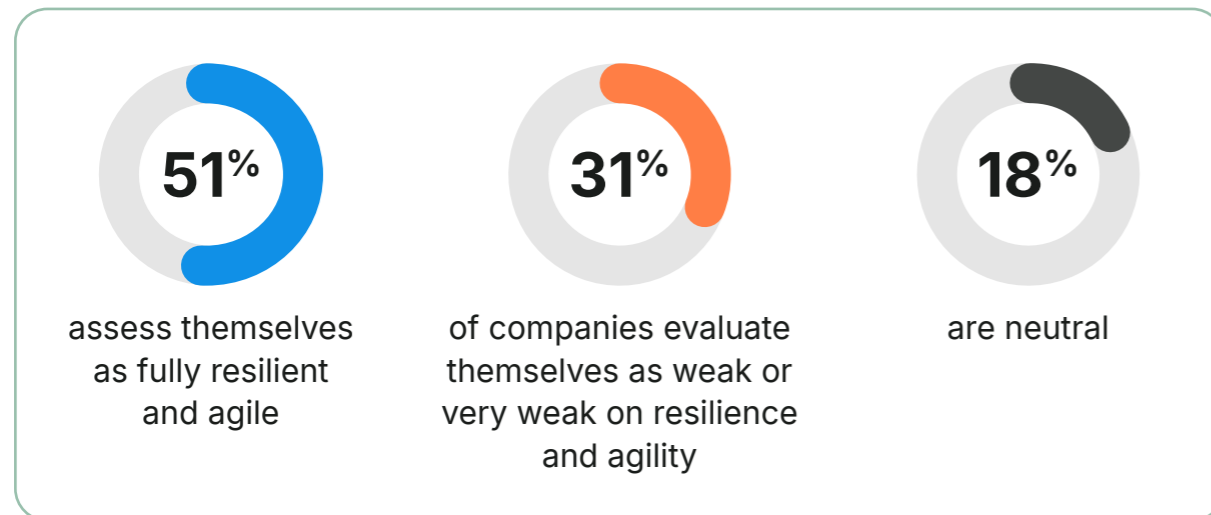 51%
assess themselves
as fully resilient
and agile
31%
of companies evaluate
themselves as weak or
very weak on resilience
and agility
18%
are neutral